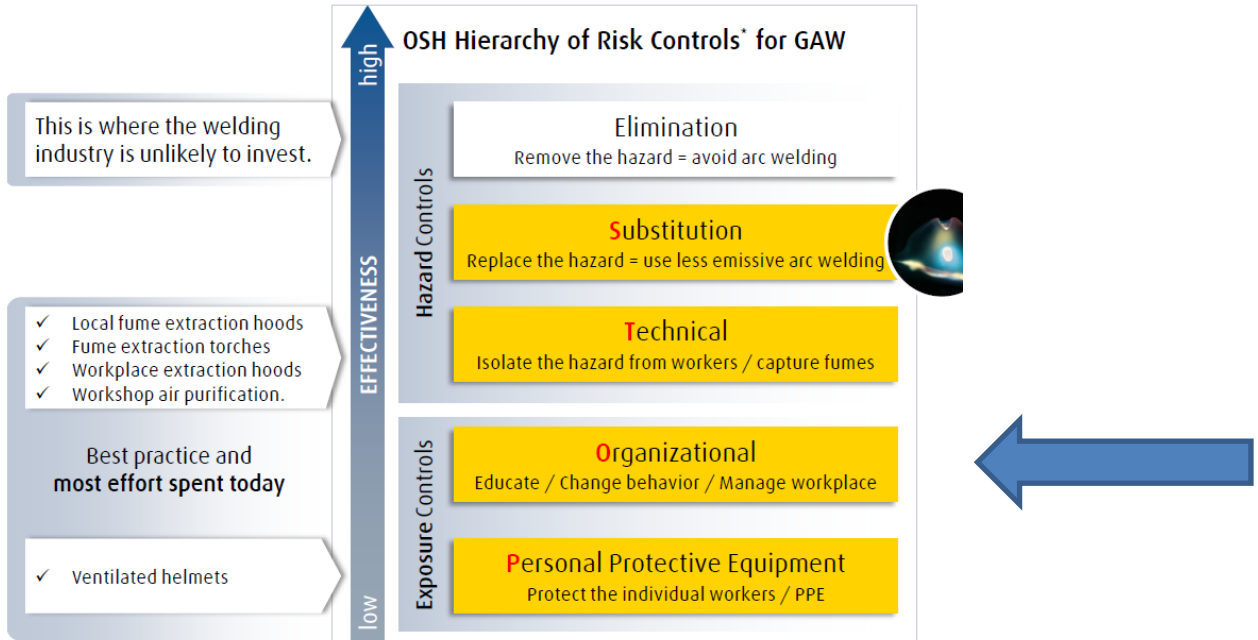 OSH Hierarchy of Risk Controls* for GAW
high
EFFECTIVENESS
low
This is where the welding
industry is unlikely to invest.
✓ Local fume extraction hoods
✓ Fume extraction torches
✓ Workplace extraction hoods
✓ Workshop air purification.
Best practice and
most effort spent today
✓ Ventilated helmets
Hazard Controls
Elimination
Remove the hazard = avoid arc welding
Substitution
Replace the hazard = use less emissive arc welding
Technical
Isolate the hazard from workers / capture fumes
Exposure Controls
Organizational
Educate / Change behavior / Manage workplace
Personal Protective Equipment
Protect the individual workers / PPE